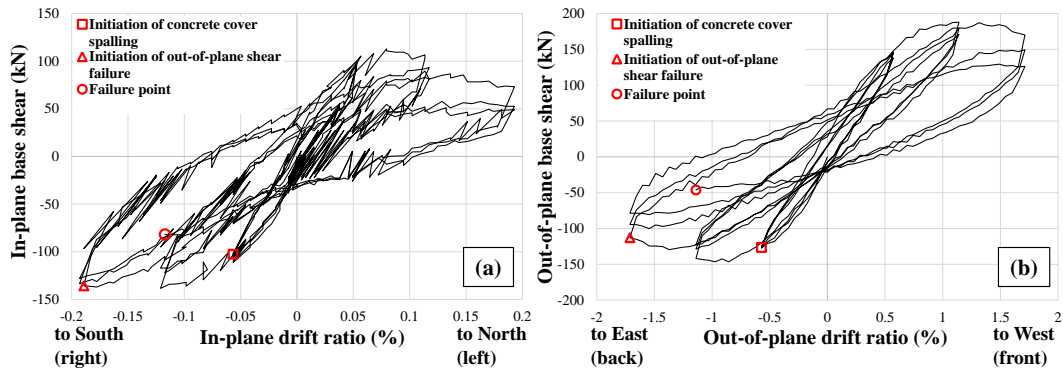 Initiation of concrete cover
spalling
Initiation of out-of-plane shear
failure
Failure point
In-plane base shear (kN)
150
100
50
0
-50
-100
-150
-0.2
-0.15
-0.1
-0.05
0
0.05
0.1
0.15
0.2
(a)
to South
(right)
In-plane drift ratio (%)
to North
(left)
Initiation of concrete cover
spalling
Initiation of out-of-plane
shear failure
Failure point
Out-of-plane base shear (kN)
200
150
100
50
0
-50
-100
-150
-200
-2
-1.5
-1
-0.5
0
0.5
1
1.5
2
(b)
to East
(back)
Out-of-plane drift ratio (%)
to West
(front)